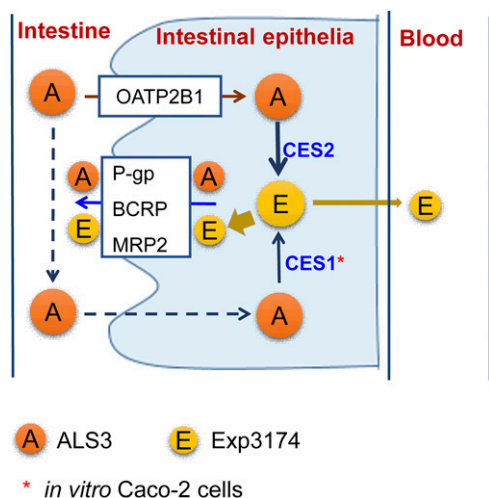 Intestine Intestinal epithelia Blood
A OATP2B1 A
CES2
A P-gp A
BCRP E E
E MRP2 E
CES1*
A A
A ALS3 E Exp3174
* in vitro Caco-2 cells